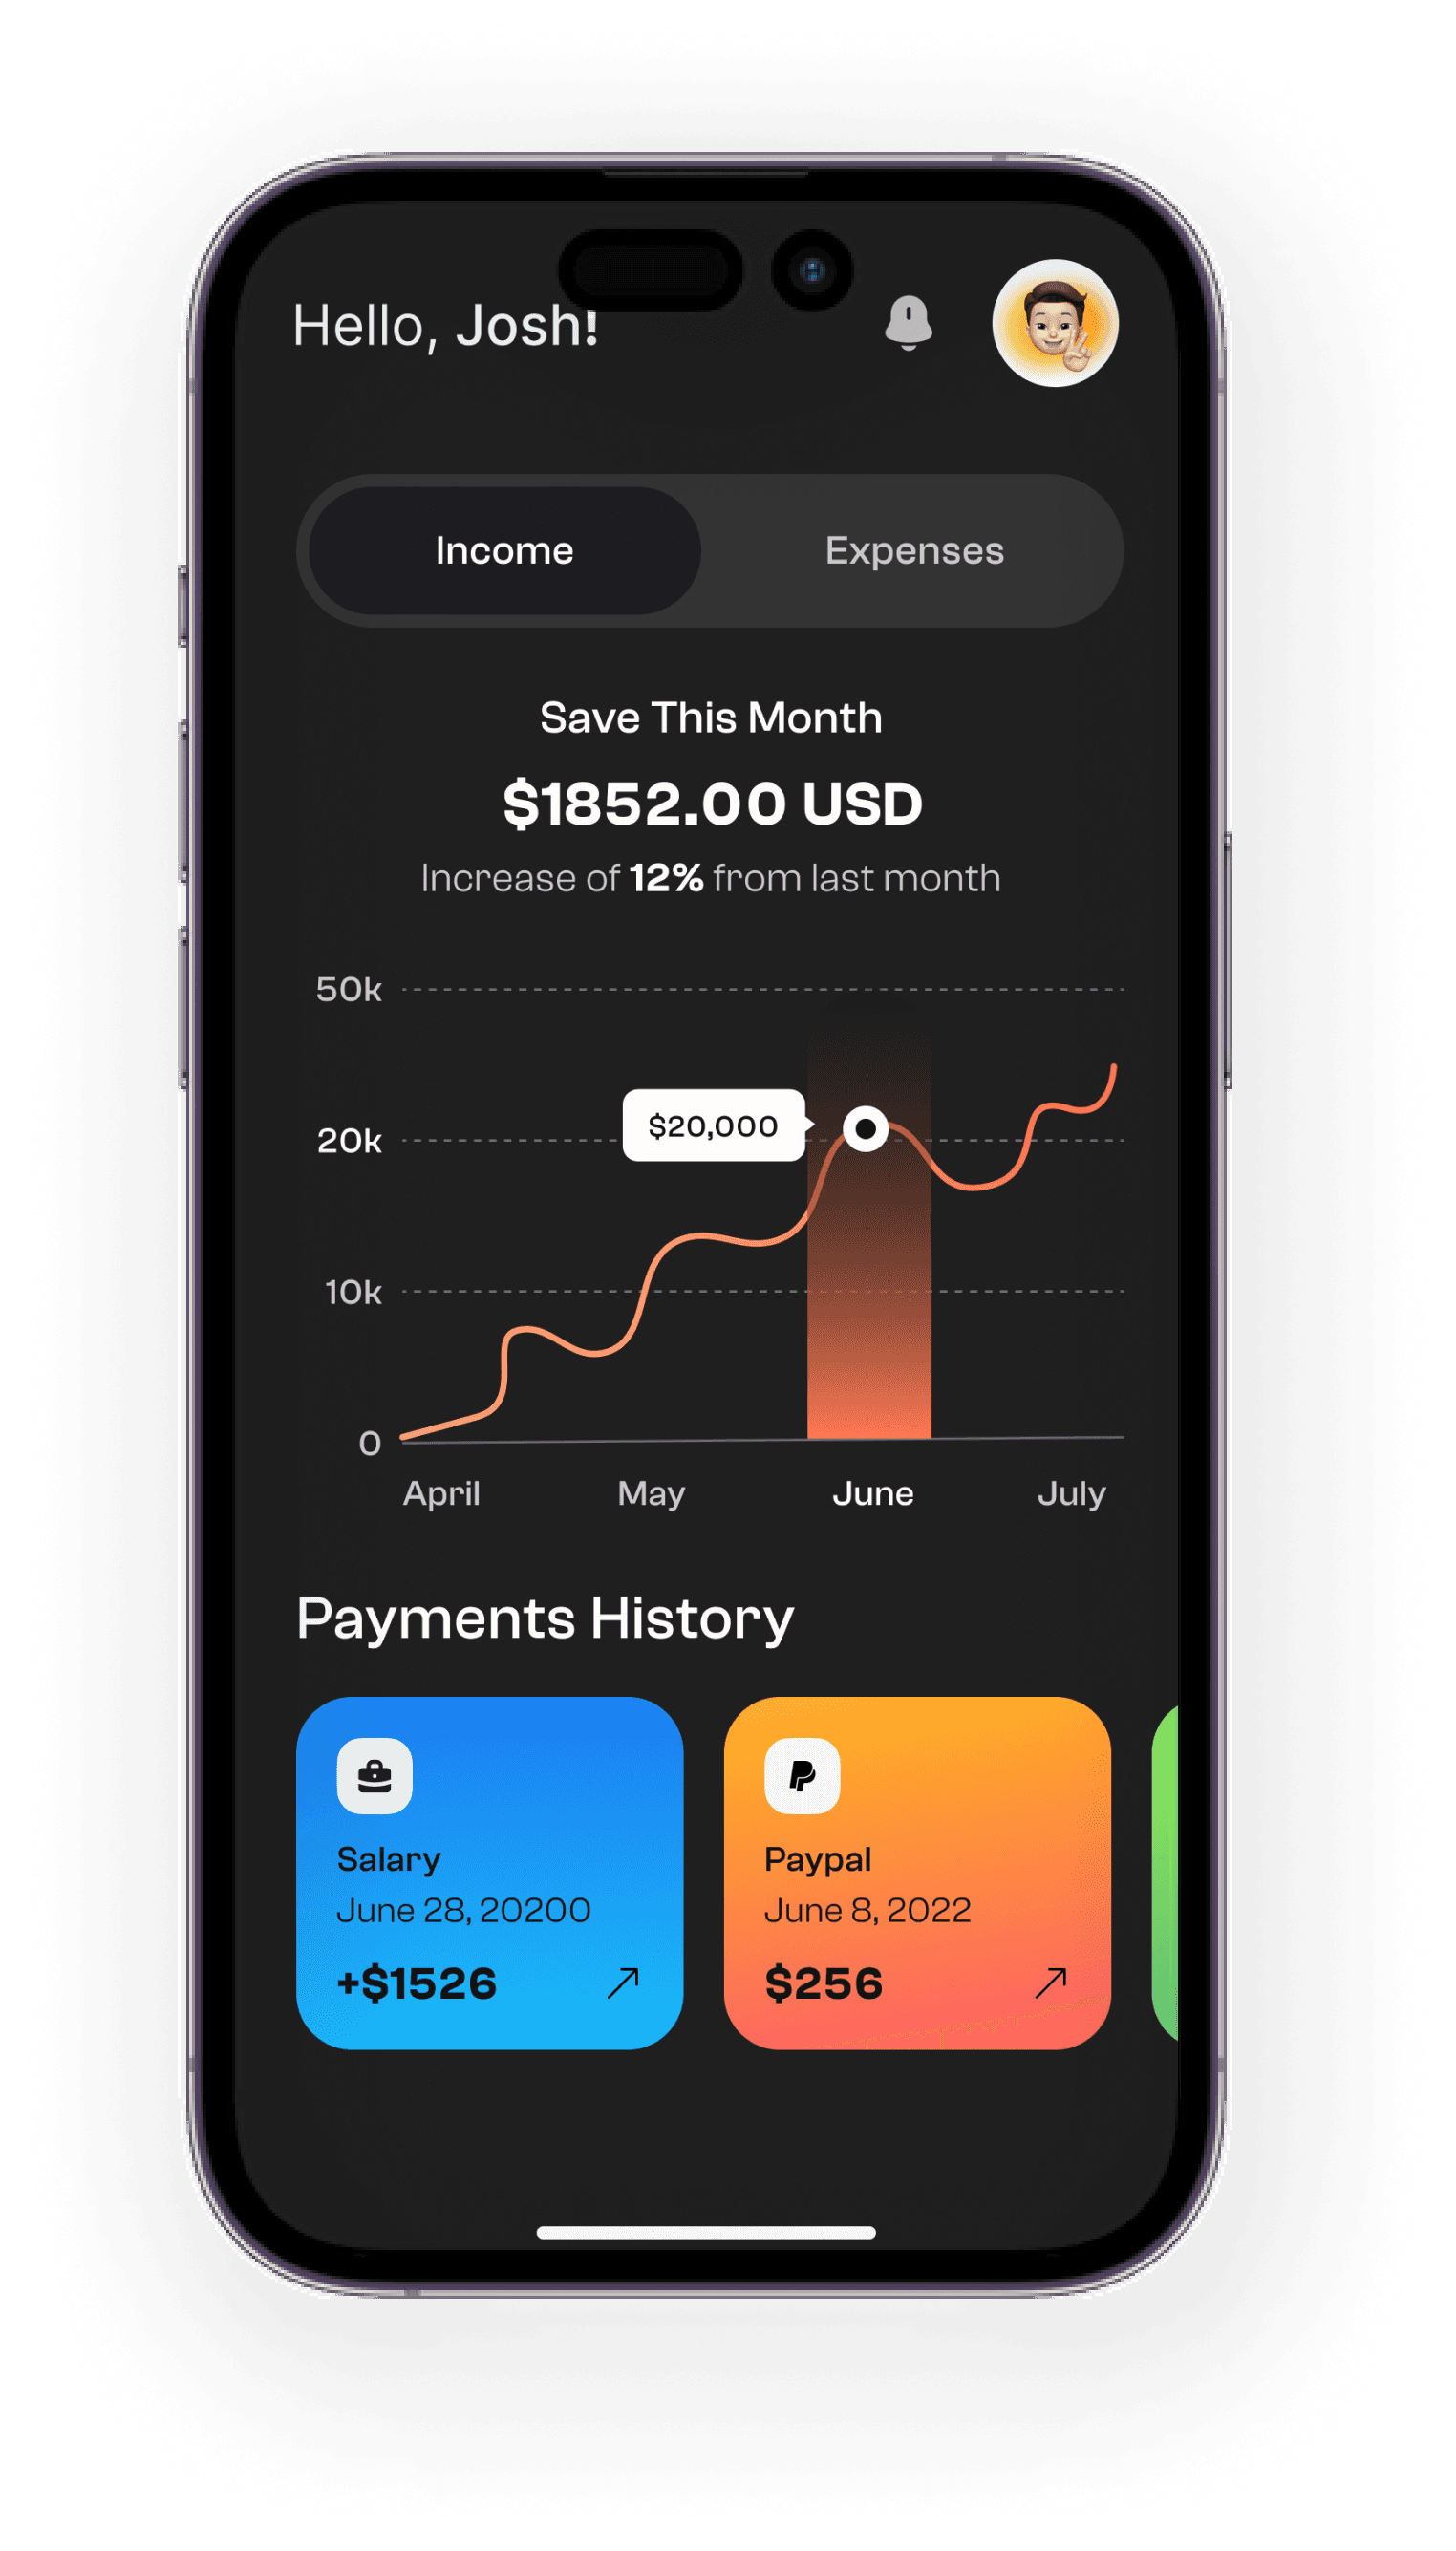 Hello, Josh!
Income Expenses
Save This Month
$1852.00 USD
Increase of 12% from last month
50k
$20,000
20k
10k
0
April May June July
Payments History
Salary
June 28, 20200
+$1526
Paypal
June 8, 2022
$256